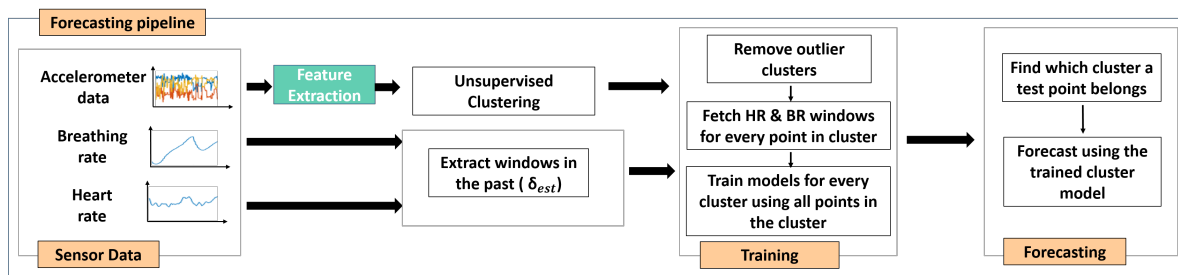 Forecasting pipeline
Accelerometer
data
Breathing
rate
Heart
rate
Sensor Data
Feature
Extraction
Unsupervised
Clustering
Extract windows in
the past ( δest)
Remove outlier
clusters
Fetch HR & BR windows
for every point in cluster
Train models for every
cluster using all points in
the cluster
Training
Find which cluster a
test point belongs
Forecast using the
trained cluster
model
Forecasting